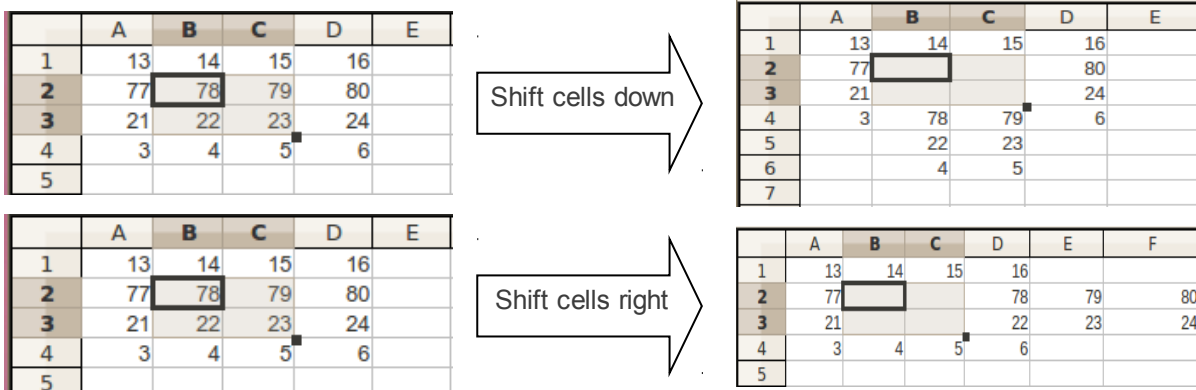 A B C D E
1 13 14 15 16
2 77 78 79 80
3 21 22 23 24
4 3 4 5 6
5
Shift cells down
A B C D E
1 13 14 15 16
2 77 80
3 21 24
4 3 78 79 6
5 22 23
6 4 5
7
A B C D E
1 13 14 15 16
2 77 78 79 80
3 21 22 23 24
4 3 4 5 6
5
Shift cells right
A B C D E F
1 13 14 15 16
2 77 78 79 80
3 21 22 23 24
4 3 4 5 6
5